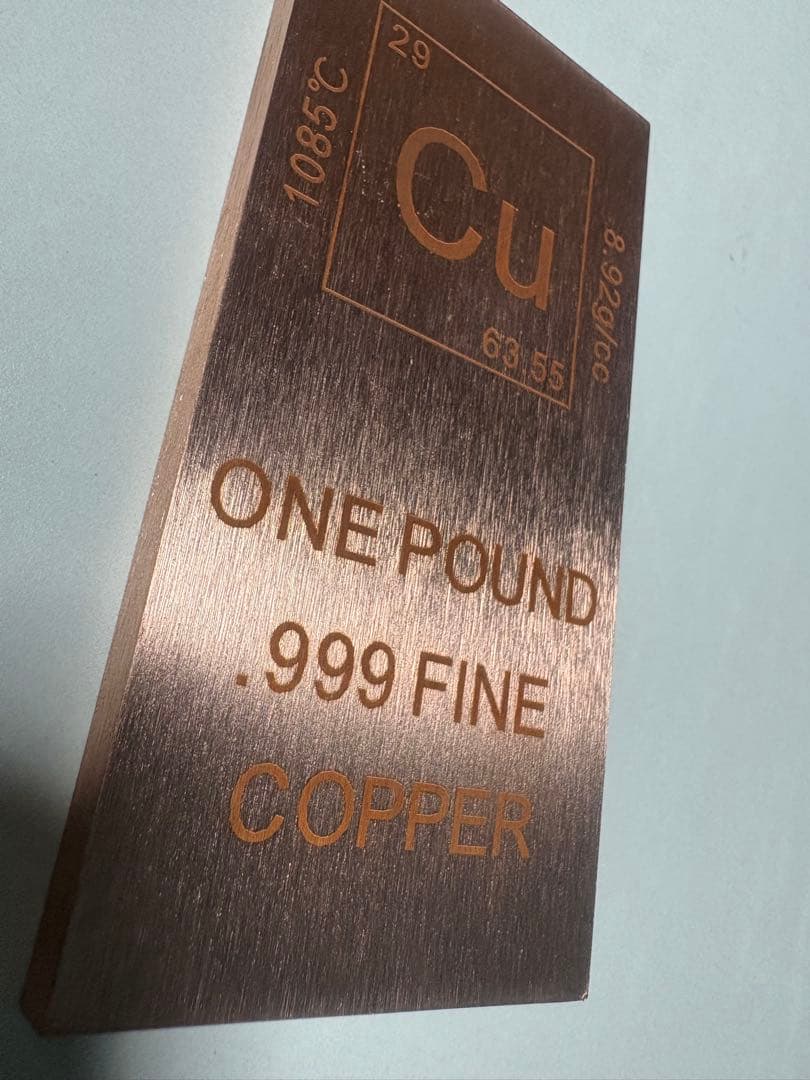 29
1085℃
Cu
8.92g/cc
63.55
ONE POUND
.999 FINE
COPPER